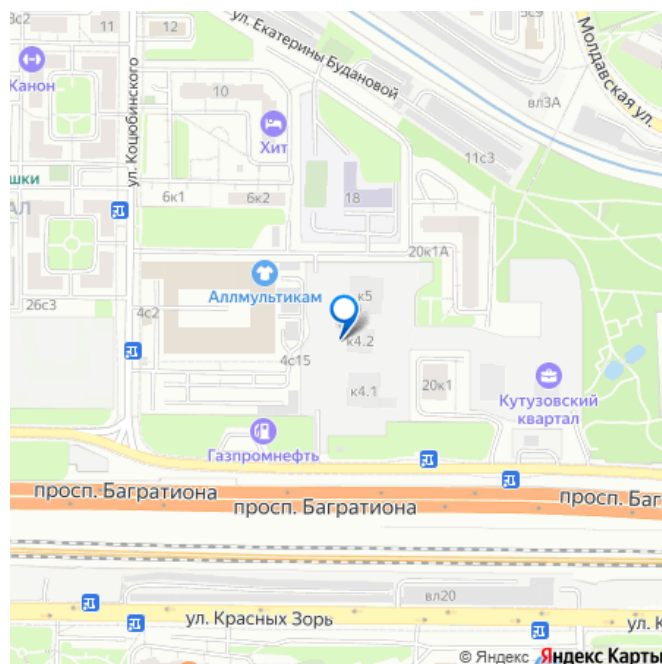 3с2
11
12
ул. Екатерины Будановой
5с9
Молдавская ул.
Канон
ул. Коцюбинского
10
вл3А
Хит
11с3
шки
6к1
6к2
18
АЛ
20к1А
Аллмультикам
к5
26с3
4с2
к4.2
4с15
к4.1
20к1
Кутузовский
квартал
Газпромнефть
просп. Багратиона
просп. Багратиона
просп. Баг
вл20
ул. Красных Зорь
ул. К
© Яндекс Яндекс Карты